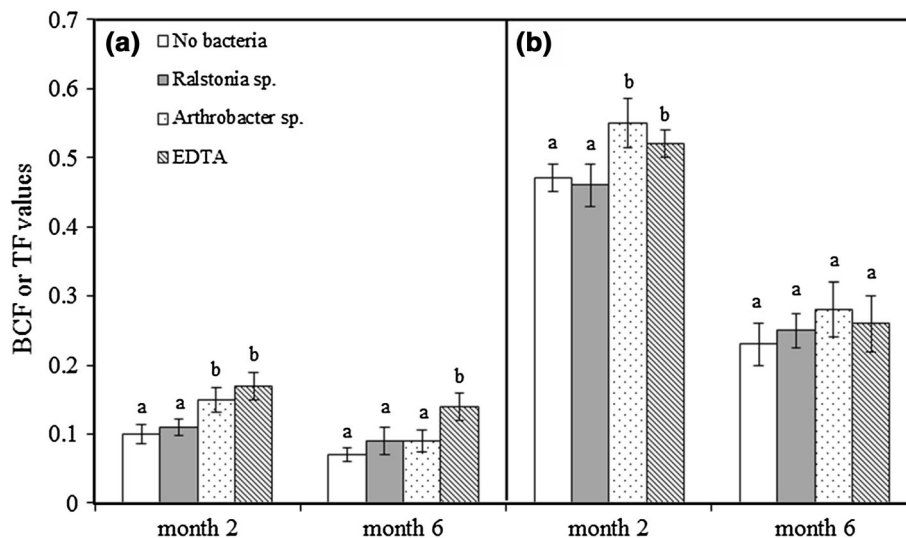 0.7
0.6
0.5
0.4
0.3
0.2
0.1
0
BCF or TF values
(a)
No bacteria
Ralstonia sp.
Arthrobacter sp.
EDTA
a a b b
a a a b
month 2 month 6
(b)
a a b b
a a a a
month 2 month 6